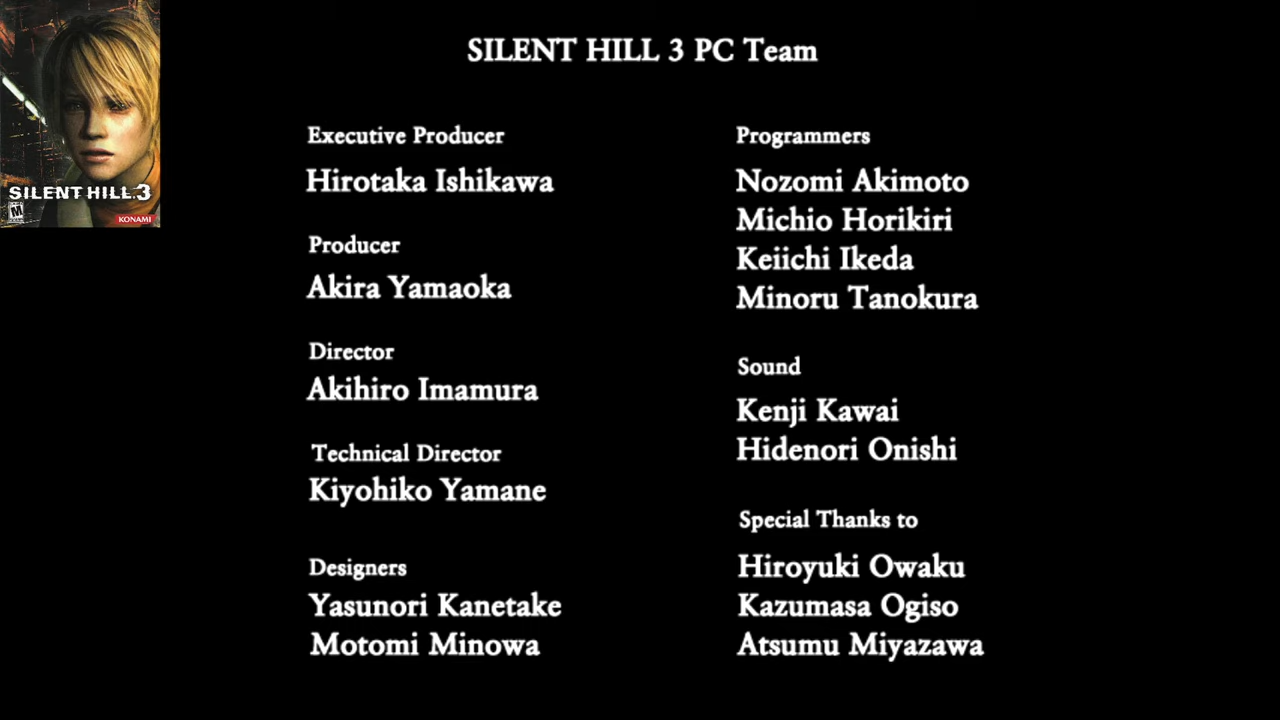 SILENT HILL 3
M
KONAMI
SILENT HILL 3 PC Team
Executive Producer
Hirotaka Ishikawa
Producer
Akira Yamaoka
Director
Akihiro Imamura
Technical Director
Kiyohiko Yamane
Designers
Yasunori Kanetake
Motomi Minowa
Programmers
Nozomi Akimoto
Michio Horikiri
Keiichi Ikeda
Minoru Tanokura
Sound
Kenji Kawai
Hidenori Onishi
Special Thanks to
Hiroyuki Owaku
Kazumasa Ogiso
Atsumu Miyazawa